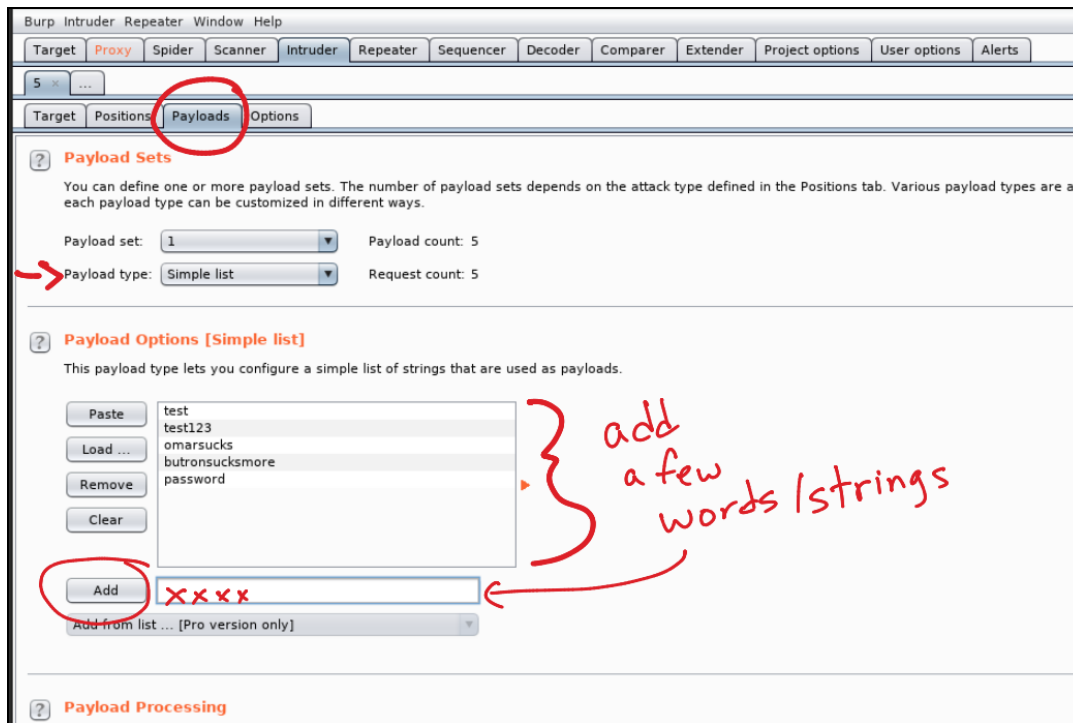 Burp Intruder Repeater Window Help
Target Proxy Spider Scanner Intruder Repeater Sequencer Decoder Comparer Extender Project options User options Alerts
5 × ...
Target Positions Payloads Options
? Payload Sets
You can define one or more payload sets. The number of payload sets depends on the attack type defined in the Positions tab. Various payload types are a
each payload type can be customized in different ways.
Payload set: 1 Payload count: 5
Payload type: Simple list Request count: 5
? Payload Options [Simple list]
This payload type lets you configure a simple list of strings that are used as payloads.
Paste
Load ...
Remove
Clear
test
test123
omarsucks
butronsucksmore
password
add
a few
words/strings
Add xxxx
Add from list ... [Pro version only]
? Payload Processing